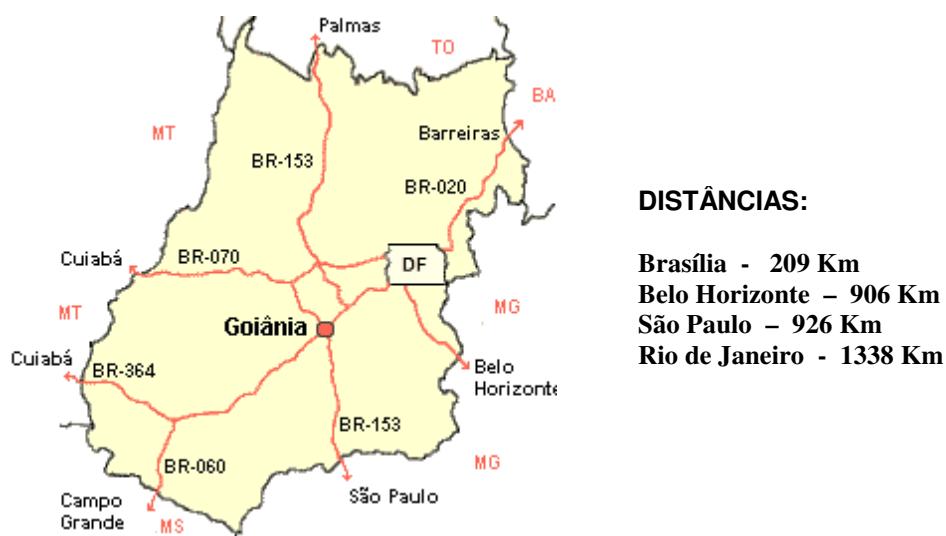 Palmas
TO
BA
MT
Barreiras
BR-153
BR-020
Cuiabá
BR-070
DF
MT
MG
Goiânia
Cuiabá
BR-364
Belo
Horizonte
BR-153
BR-060
MG
São Paulo
Campo
Grande
MS
DISTÂNCIAS:
Brasília - 209 Km
Belo Horizonte – 906 Km
São Paulo – 926 Km
Rio de Janeiro - 1338 Km